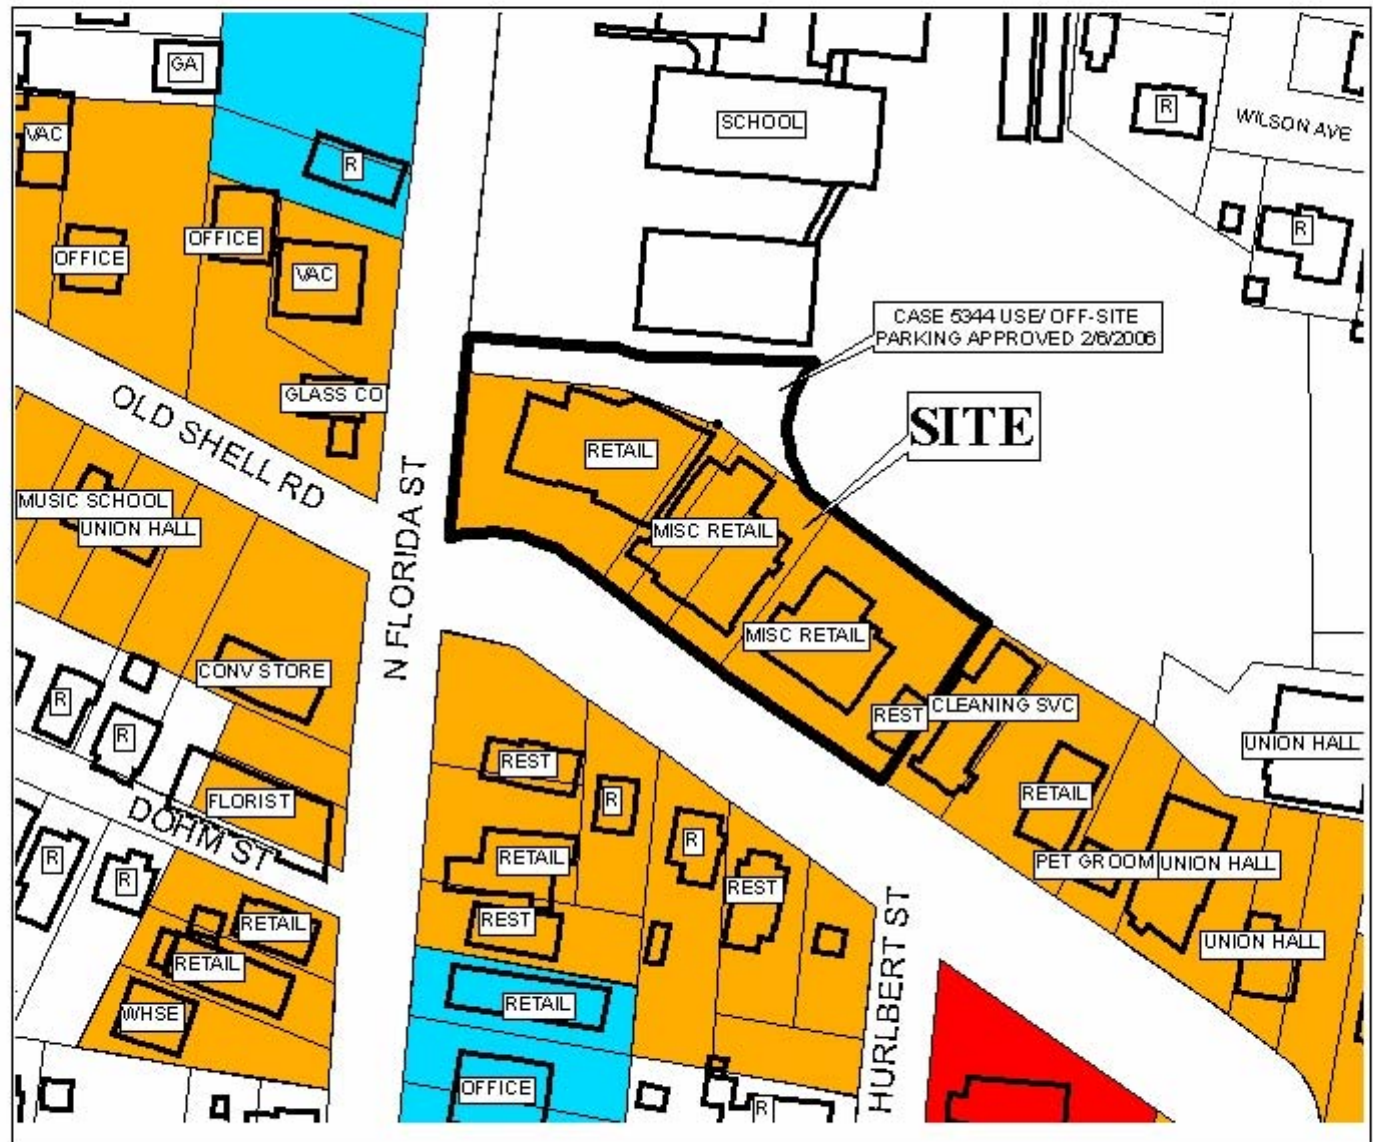 GA
SCHOOL
R
WILSON AVE
VAC
R
R
OFFICE
OFFICE
VAC
CASE 5344 USE/ OFF-SITE
PARKING APPROVED 2/6/2006
GLASS CO
SITE
OLD SHELL RD
RETAIL
MUSIC SCHOOL
UNION HALL
MISC RETAIL
N FLORIDA ST
MISC RETAIL
CONV STORE
R
R
REST
CLEANING SVC
UNION HALL
REST
FLORIST
R
RETAIL
DOHM ST
R
R
R
RETAIL
REST
PET GROOM
UNION HALL
RETAIL
REST
UNION HALL
RETAIL
HURLBERT ST
WHSE
RETAIL
OFFICE
R